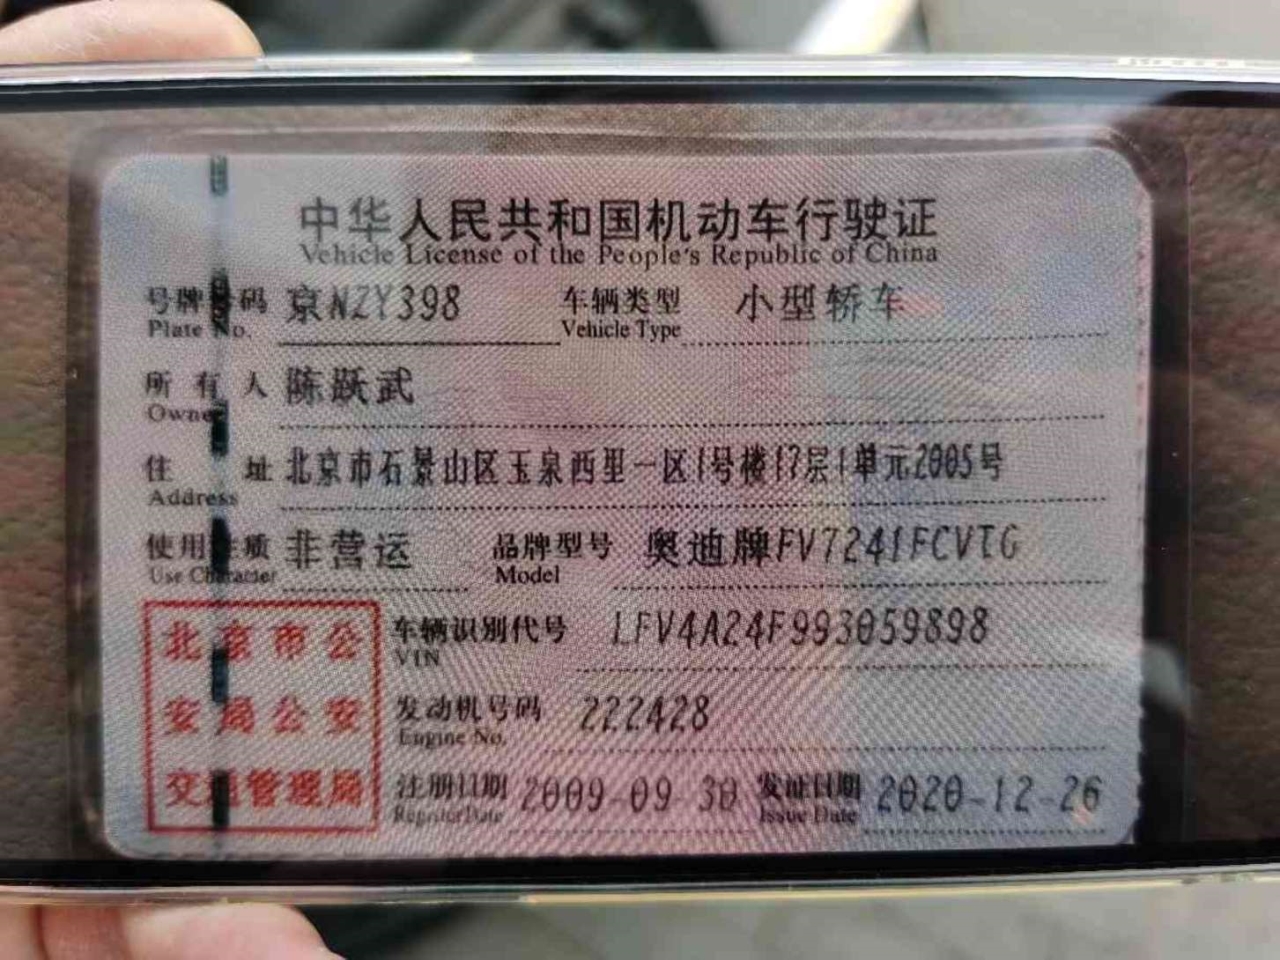 中华人民共和国机动车行驶证
Vehicle License of the People's Republic of China
号牌号码 京NZY398 车辆类型 小型轿车
Plate No. Vehicle Type
所有人 陈跃武
Owner
住址 北京市石景山区玉泉西里一区1号楼17层1单元2005号
Address
使用性质 非营运 品牌型号 奥迪牌FV7241FCVTG
Use Character Model
北京市公
安局公安
交通管理局
车辆识别代号 LFV4A24F993059898
VIN
发动机号码 222428
Engine No.
注册日期 2009-09-30 发证日期 2020-12-26
Register Date Issue Date